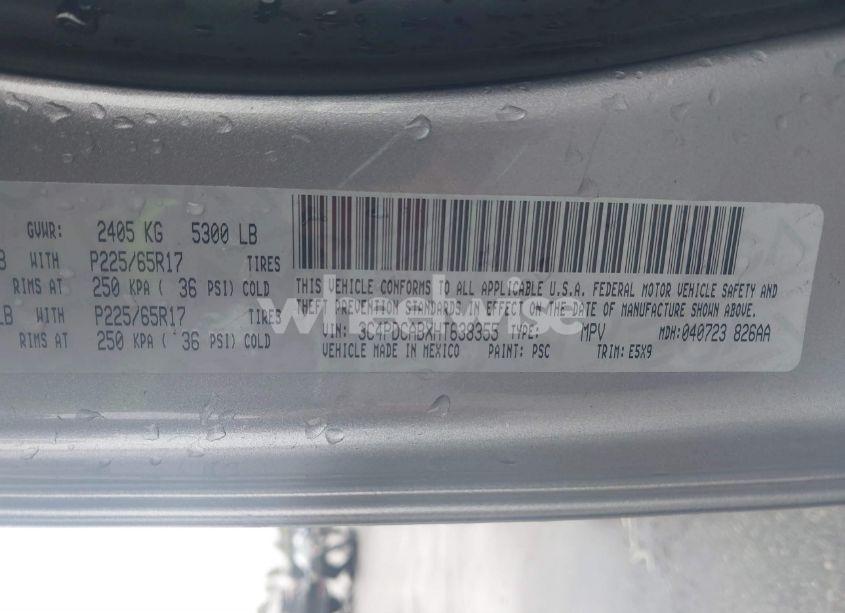 GVWR: 2405 KG 5300 LB
B WITH P225/65R17 TIRES
RIMS AT 250 KPA ( 36 PSI) COLD
LB WITH P225/65R17 TIRES
RIMS AT 250 KPA ( 36 PSI) COLD
THIS VEHICLE CONFORMS TO ALL APPLICABLE U.S.A. FEDERAL MOTOR VEHICLE SAFETY AND
THEFT PREVENTION STANDARDS IN EFFECT ON THE DATE OF MANUFACTURE SHOWN ABOVE.
VIN: 3C4PDCABXHT638355 TYPE: MPV MDH:040723 826AA
VEHICLE MADE IN MEXICO PAINT: PSC TRIM: E5X9